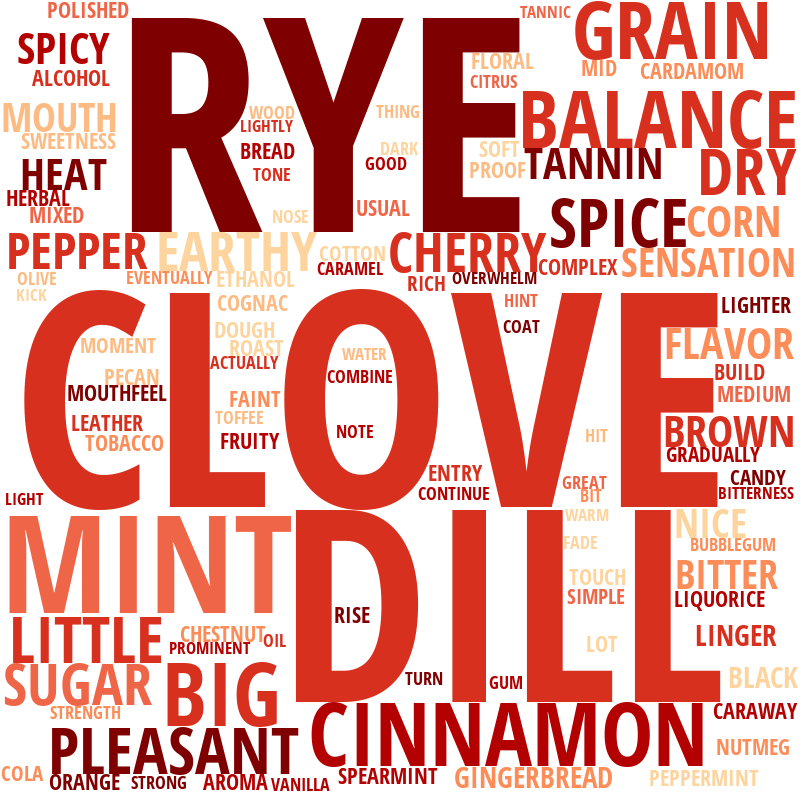 POLISHED
TANNIC
RYE
GRAIN
SPICY
FLORAL
MID
CARDAMOM
ALCOHOL
CITRUS
MOUTH
WOOD
THING
BALANCE
LIGHTLY
SWEETNESS
BREAD
DARK
SOFT
GOOD
TANNIN
DRY
HEAT
TONE
PROOF
HERBAL
MIXED
NOSE
USUAL
SPICE
CORN
PEPPER
EARTHY
COTTON
CHERRY
CARAMEL
COMPLEX
SENSATION
OLIVE
EVENTUALLY
ETHANOL
RICH
OVERWHELM
KICK
COGNAC
HINT
LIGHTER
CLOVE
DOUGH
COAT
MOMENT
ROAST
WATER
FLAVOR
ACTUALLY
PECAN
COMBINE
BUILD
MOUTHFEEL
MEDIUM
FAINT
LEATHER
TOFFEE
TOBACCO
FRUITY
NOTE
HIT
BROWN
GRADUALLY
ENTRY
CANDY
LIGHT
CONTINUE
GREAT
BIT
BITTERNESS
MINT
DILL
WARM
NICE
FADE
BUBBLEGUM
TOUCH
BITTER
SIMPLE
LIQUORICE
RISE
LITTLE
CHESTNUT
OIL
LINGER
PROMINENT
LOT
SUGAR
BIG
TURN
GUM
BLACK
STRENGTH
CINNAMON
CARAWAY
PLEASANT
NUTMEG
COLA
ORANGE
STRONG
AROMA
VANILLA
SPEARMINT
GINGERBREAD
PEPPERMINT